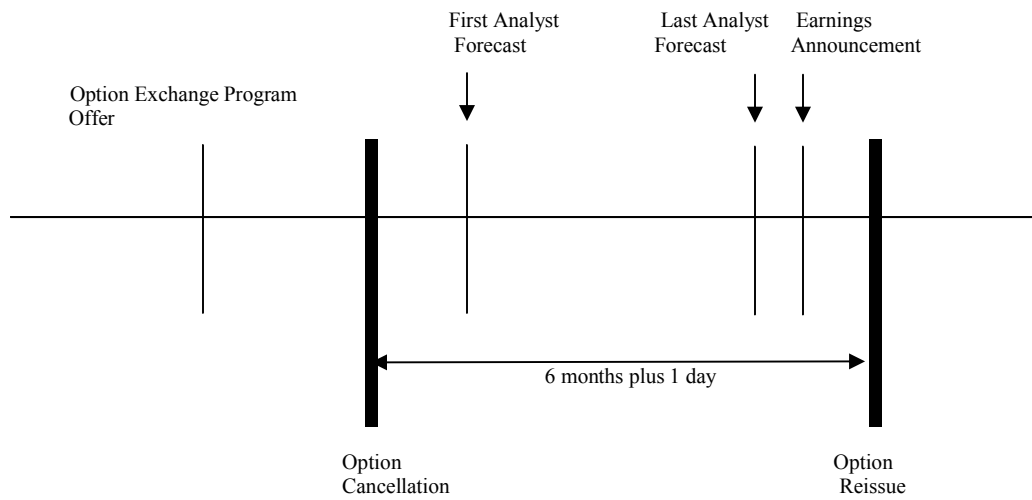 First Analyst
Forecast
Last Analyst
Forecast
Earnings
Announcement
Option Exchange Program
Offer
6 months plus 1 day
Option
Cancellation
Option
Reissue